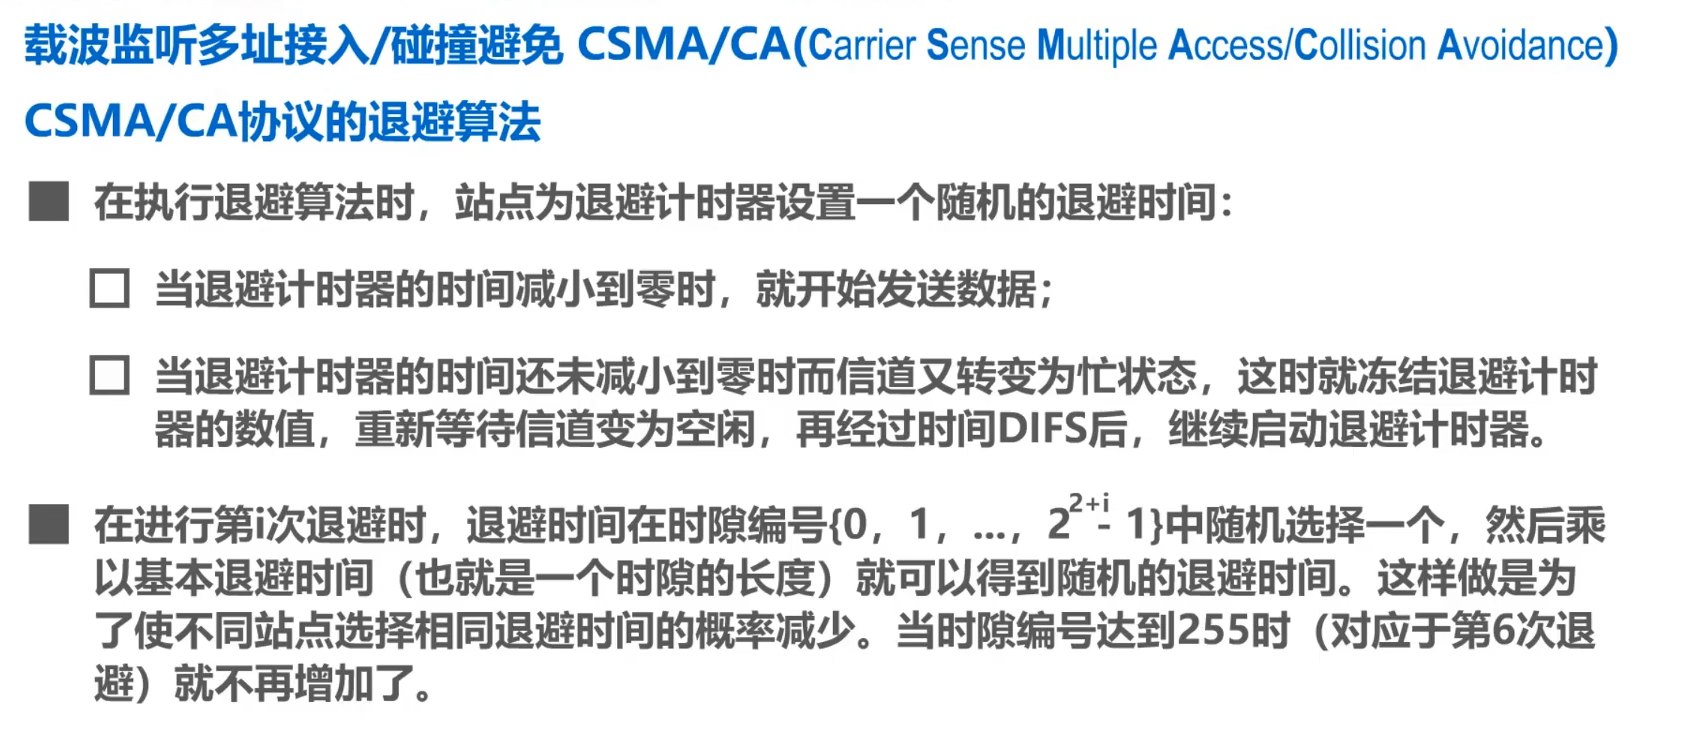 载波监听多址接入/碰撞避免 CSMA/CA(Carrier Sense Multiple Access/Collision Avoidance)
CSMA/CA协议的退避算法
在执行退避算法时，站点为退避计时器设置一个随机的退避时间：
当退避计时器的时间减小到零时，就开始发送数据；
当退避计时器的时间还未减小到零时而信道又转变为忙状态，这时就冻结退避计时
器的数值，重新等待信道变为空闲，再经过时间DIFS后，继续启动退避计时器。
在进行第i次退避时，退避时间在时隙编号{0，1，...，2^{2+i} - 1}中随机选择一个，然后乘
以基本退避时间（也就是一个时隙的长度）就可以得到随机的退避时间。这样做是为
了使不同站点选择相同退避时间的概率减少。当时隙编号达到255时（对应于第6次退
避）就不再增加了。